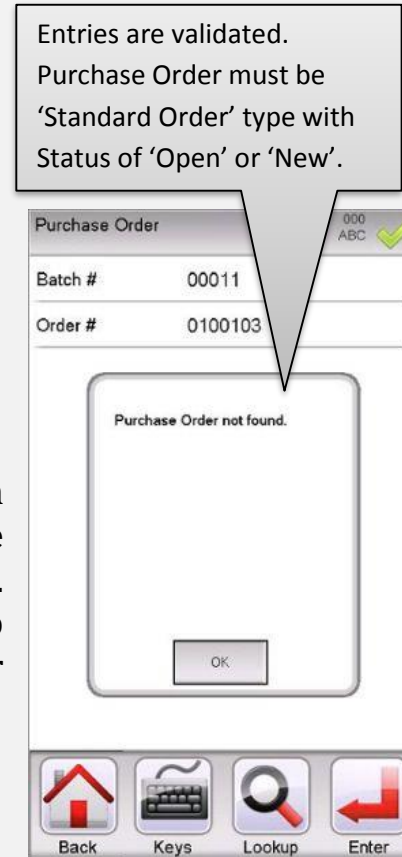 Entries are validated.
Purchase Order must be
‘Standard Order’ type with
Status of ‘Open’ or ‘New’.
Purchase Order
000
ABC
Batch # 00011
Order # 0100103
Purchase Order not found.
OK
Back Keys Lookup Enter